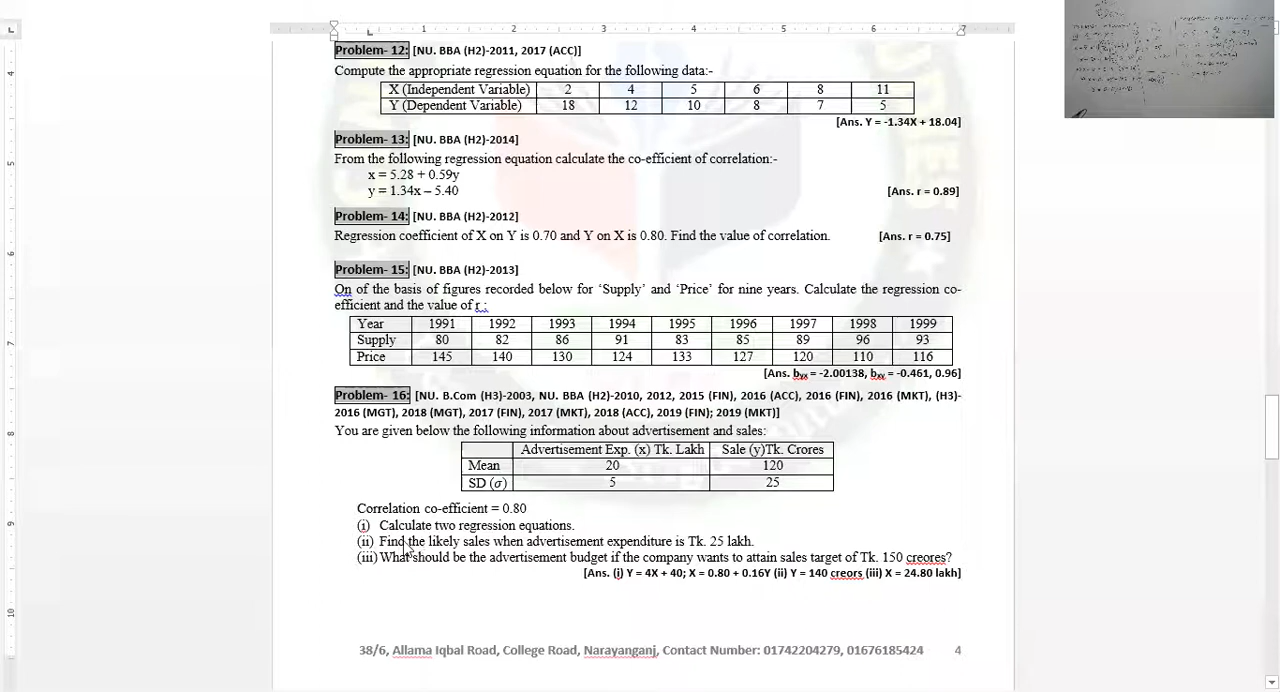 1 2 3 4 5 6 7
Problem- 12: [NU. BBA (H2)-2011, 2017 (ACC)]
Compute the appropriate regression equation for the following data:-
X (Independent Variable) 2 4 5 6 8 11
Y (Dependent Variable) 18 12 10 8 7 5
[Ans. Y = -1.34X + 18.04]
Problem- 13: [NU. BBA (H2)-2014]
From the following regression equation calculate the co-efficient of correlation:-
x = 5.28 + 0.59y
y = 1.34x – 5.40 [Ans. r = 0.89]
Problem- 14: [NU. BBA (H2)-2012]
Regression coefficient of X on Y is 0.70 and Y on X is 0.80. Find the value of correlation. [Ans. r = 0.75]
Problem- 15: [NU. BBA (H2)-2013]
On of the basis of figures recorded below for ‘Supply’ and ‘Price’ for nine years. Calculate the regression co-
efficient and the value of r :
Year 1991 1992 1993 1994 1995 1996 1997 1998 1999
Supply 80 82 86 91 83 85 89 96 93
Price 145 140 130 124 133 127 120 110 116
[Ans. byx = -2.00138, bxy = -0.461, 0.96]
Problem- 16: [NU. B.Com (H3)-2003, NU. BBA (H2)-2010, 2012, 2015 (FIN), 2016 (ACC), 2016 (FIN), 2016 (MKT), (H3)-
2016 (MGT), 2018 (MGT), 2017 (FIN), 2017 (MKT), 2018 (ACC), 2019 (FIN); 2019 (MKT)]
You are given below the following information about advertisement and sales:
Advertisement Exp. (x) Tk. Lakh Sale (y)Tk. Crores
Mean 20 120
SD (σ) 5 25
Correlation co-efficient = 0.80
(i) Calculate two regression equations.
(ii) Find the likely sales when advertisement expenditure is Tk. 25 lakh.
(iii) What should be the advertisement budget if the company wants to attain sales target of Tk. 150 creores?
[Ans. (i) Y = 4X + 40; X = 0.80 + 0.16Y (ii) Y = 140 creors (iii) X = 24.80 lakh]
38/6, Allama Iqbal Road, College Road, Narayanganj, Contact Number: 01742204279, 01676185424 4